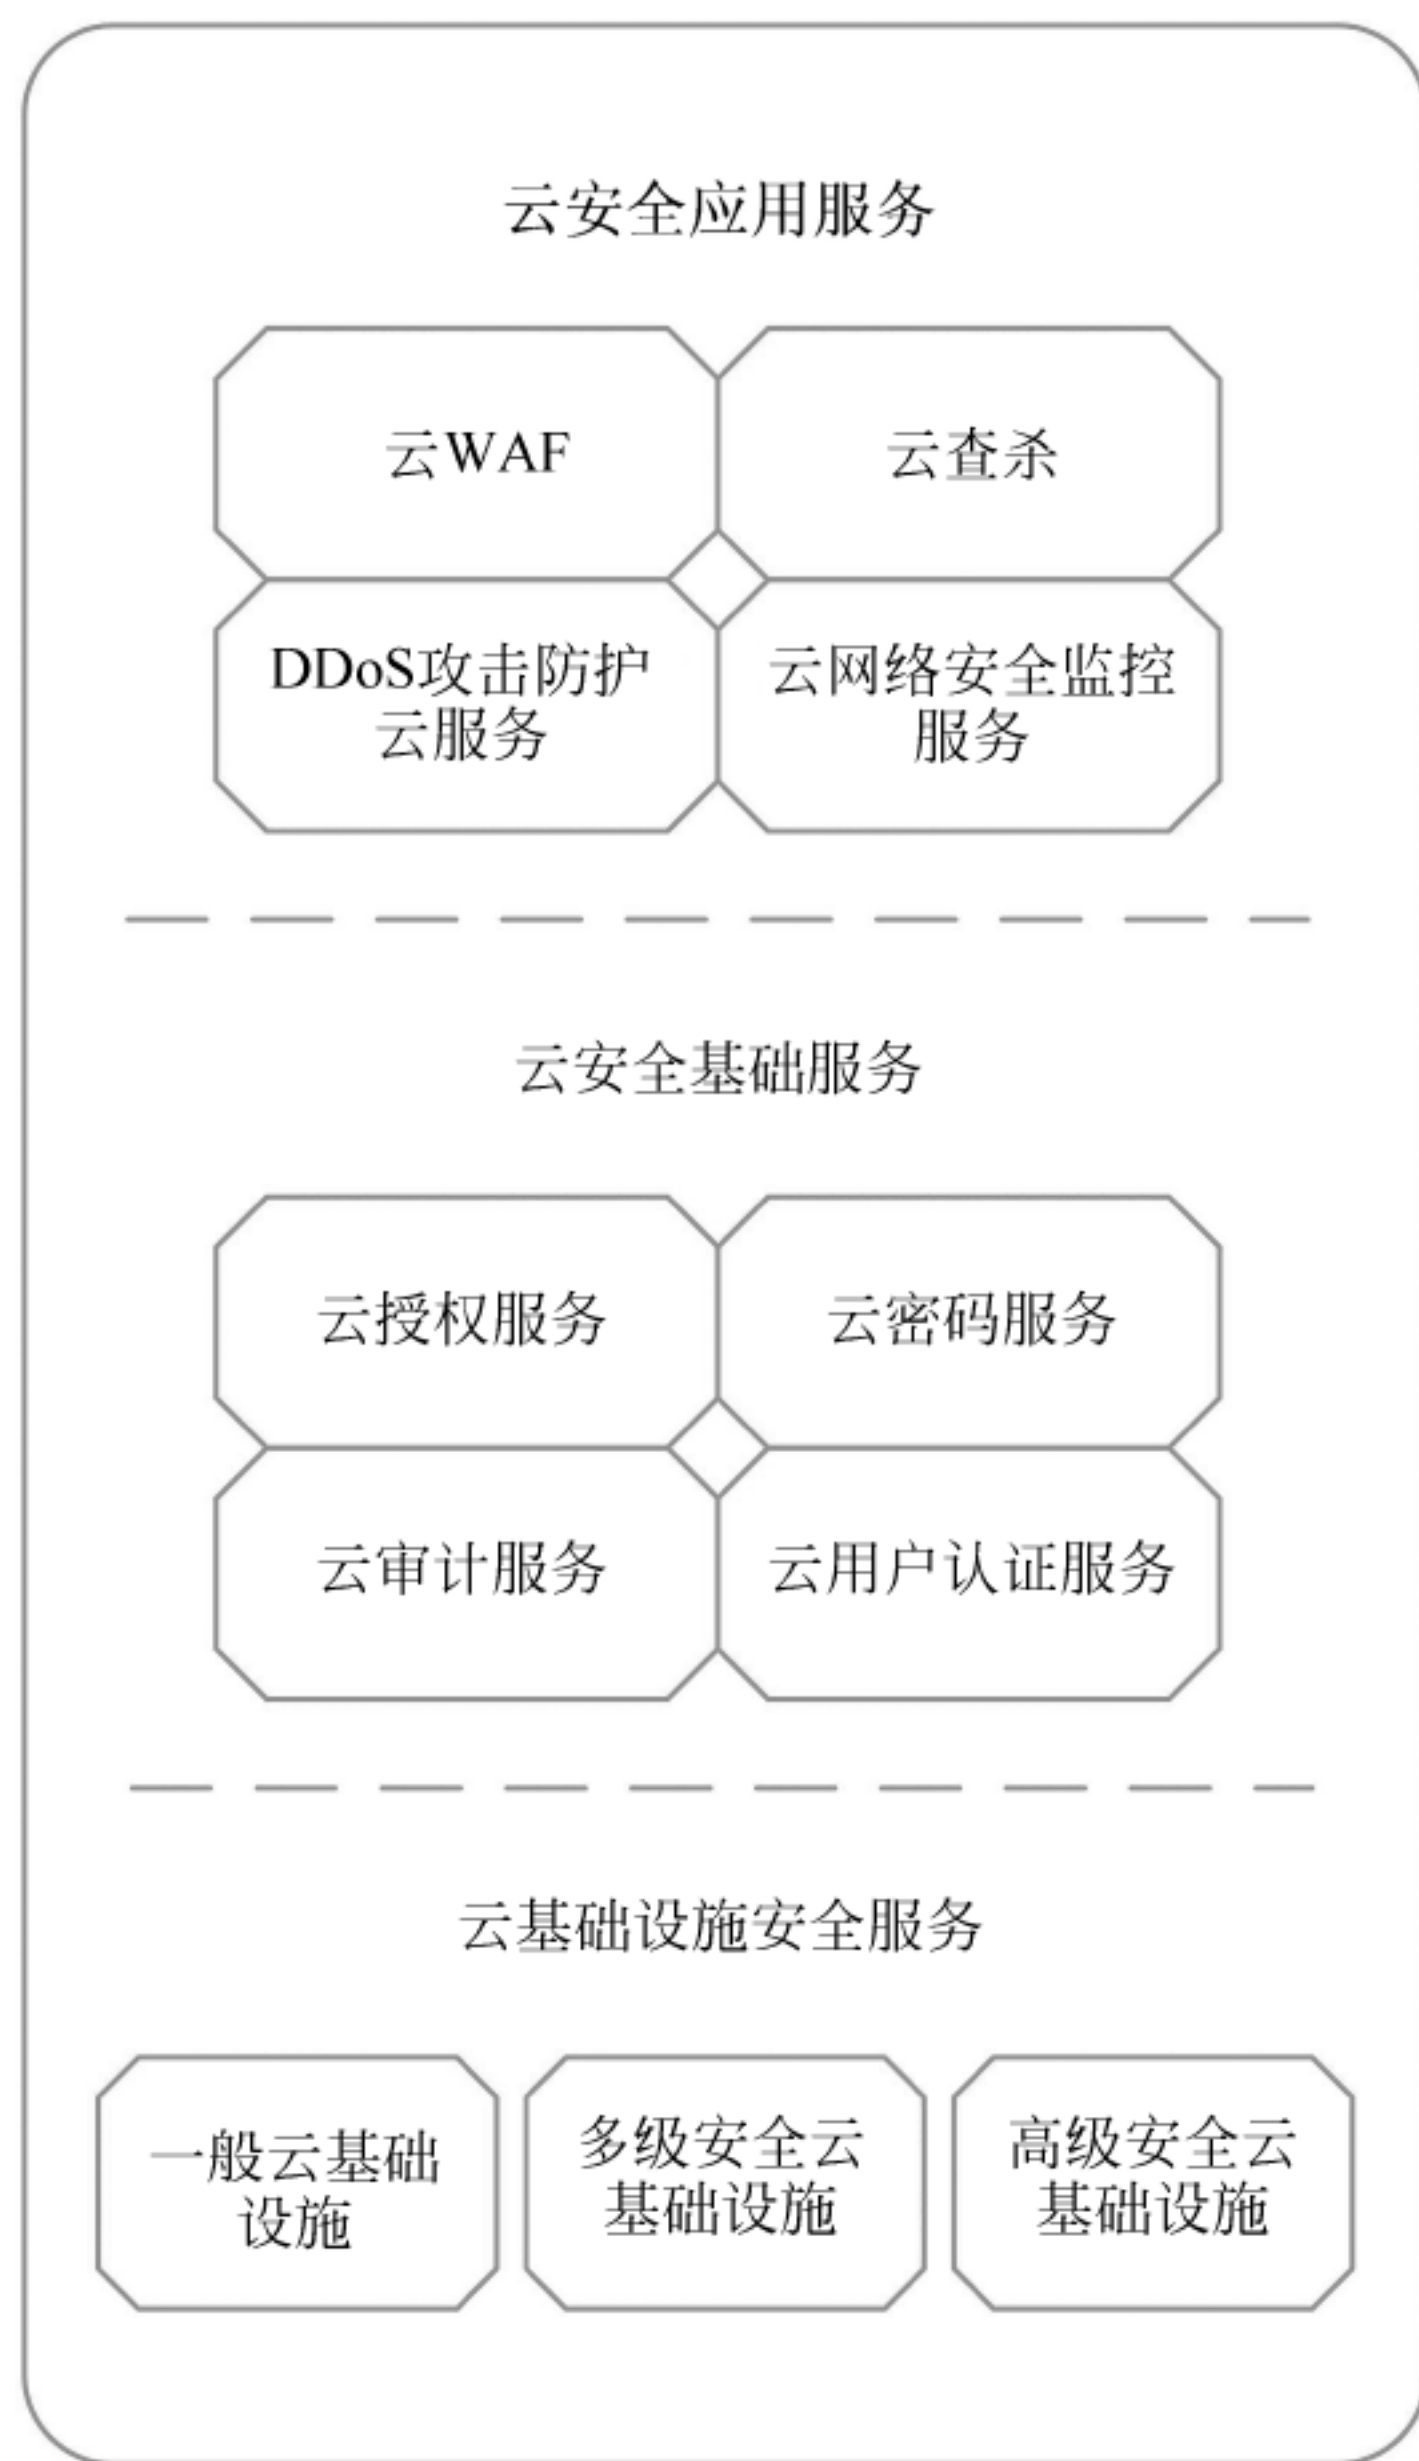 云安全应用服务
云WAF
云查杀
DDoS攻击防护
云服务
云网络安全监控
服务
云安全基础服务
云授权服务
云密码服务
云审计服务
云用户认证服务
云基础设施安全服务
一般云基础
设施
多级安全云
基础设施
高级安全云
基础设施